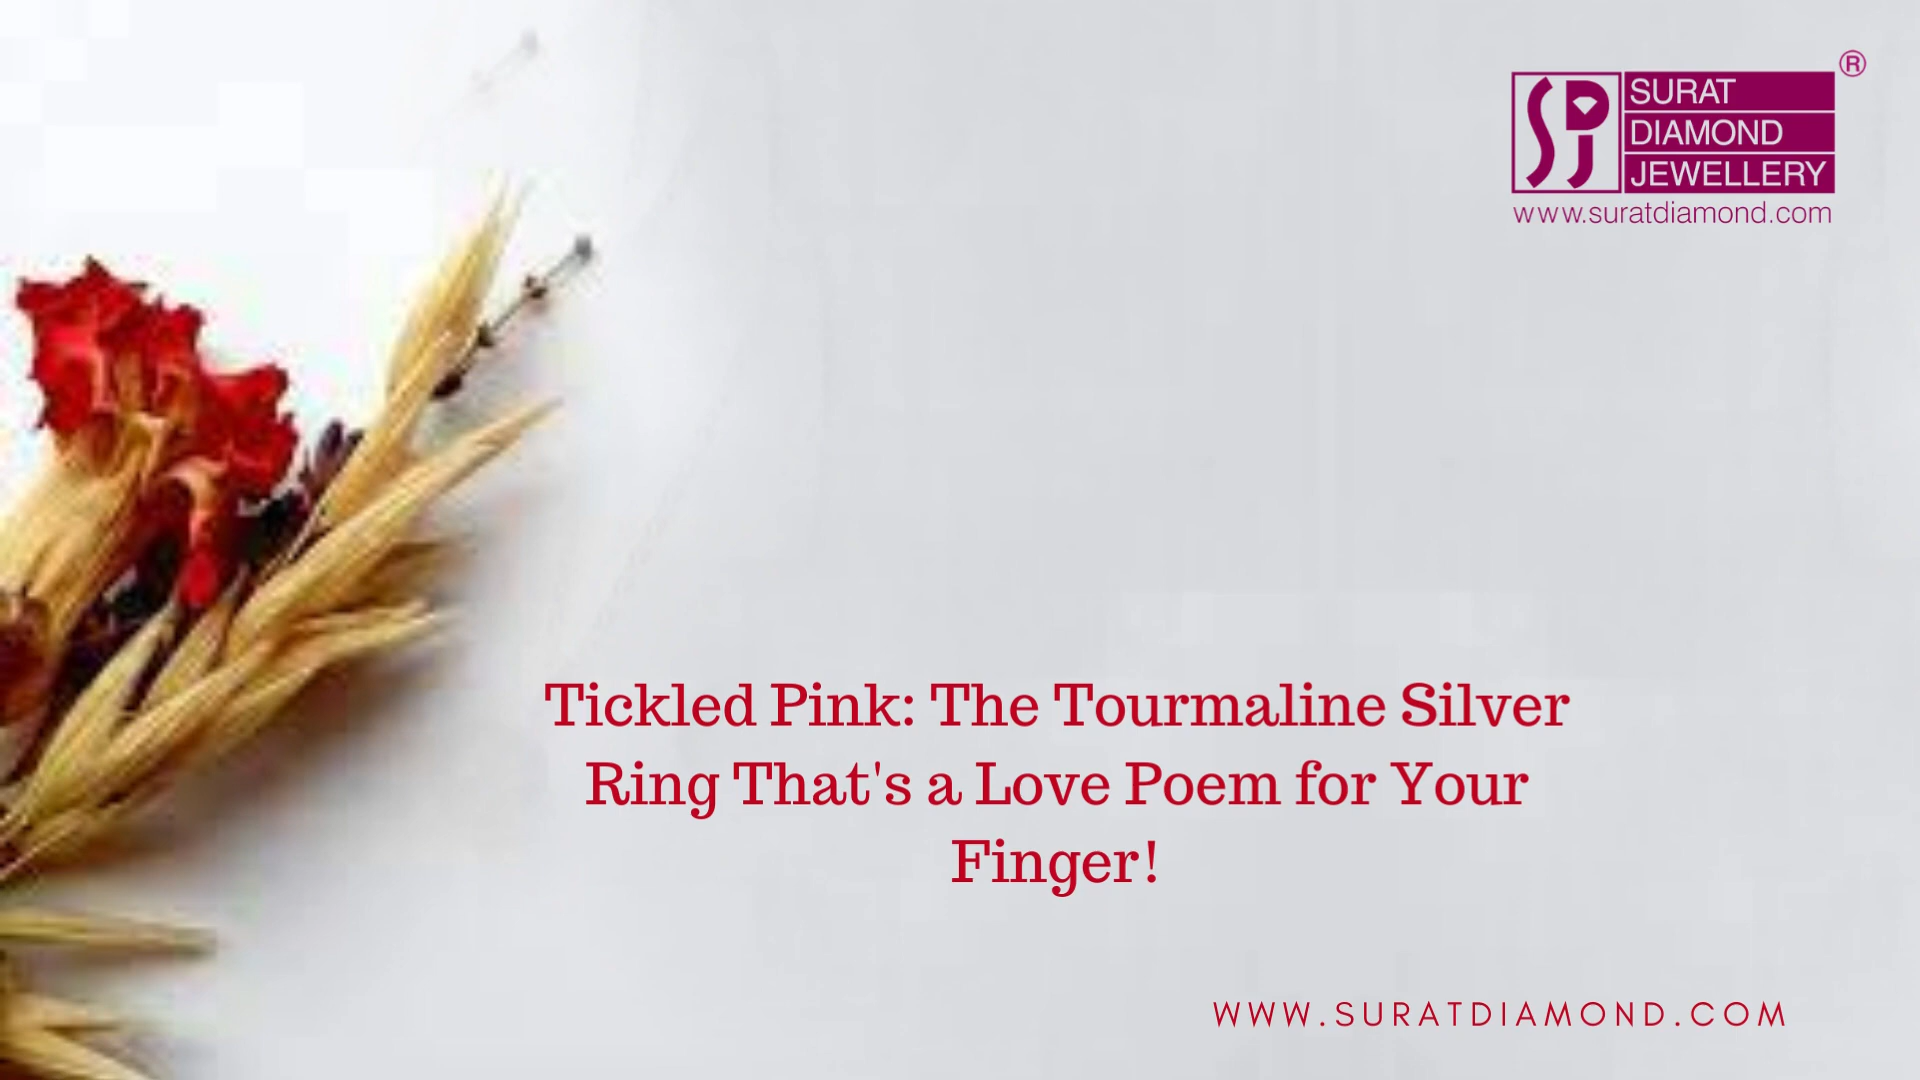 ®
SPJ
SURAT
DIAMOND
JEWELLERY
www.suratdiamond.com
Tickled Pink: The Tourmaline Silver
Ring That's a Love Poem for Your
Finger!
WWW.SURATDIAMOND.COM